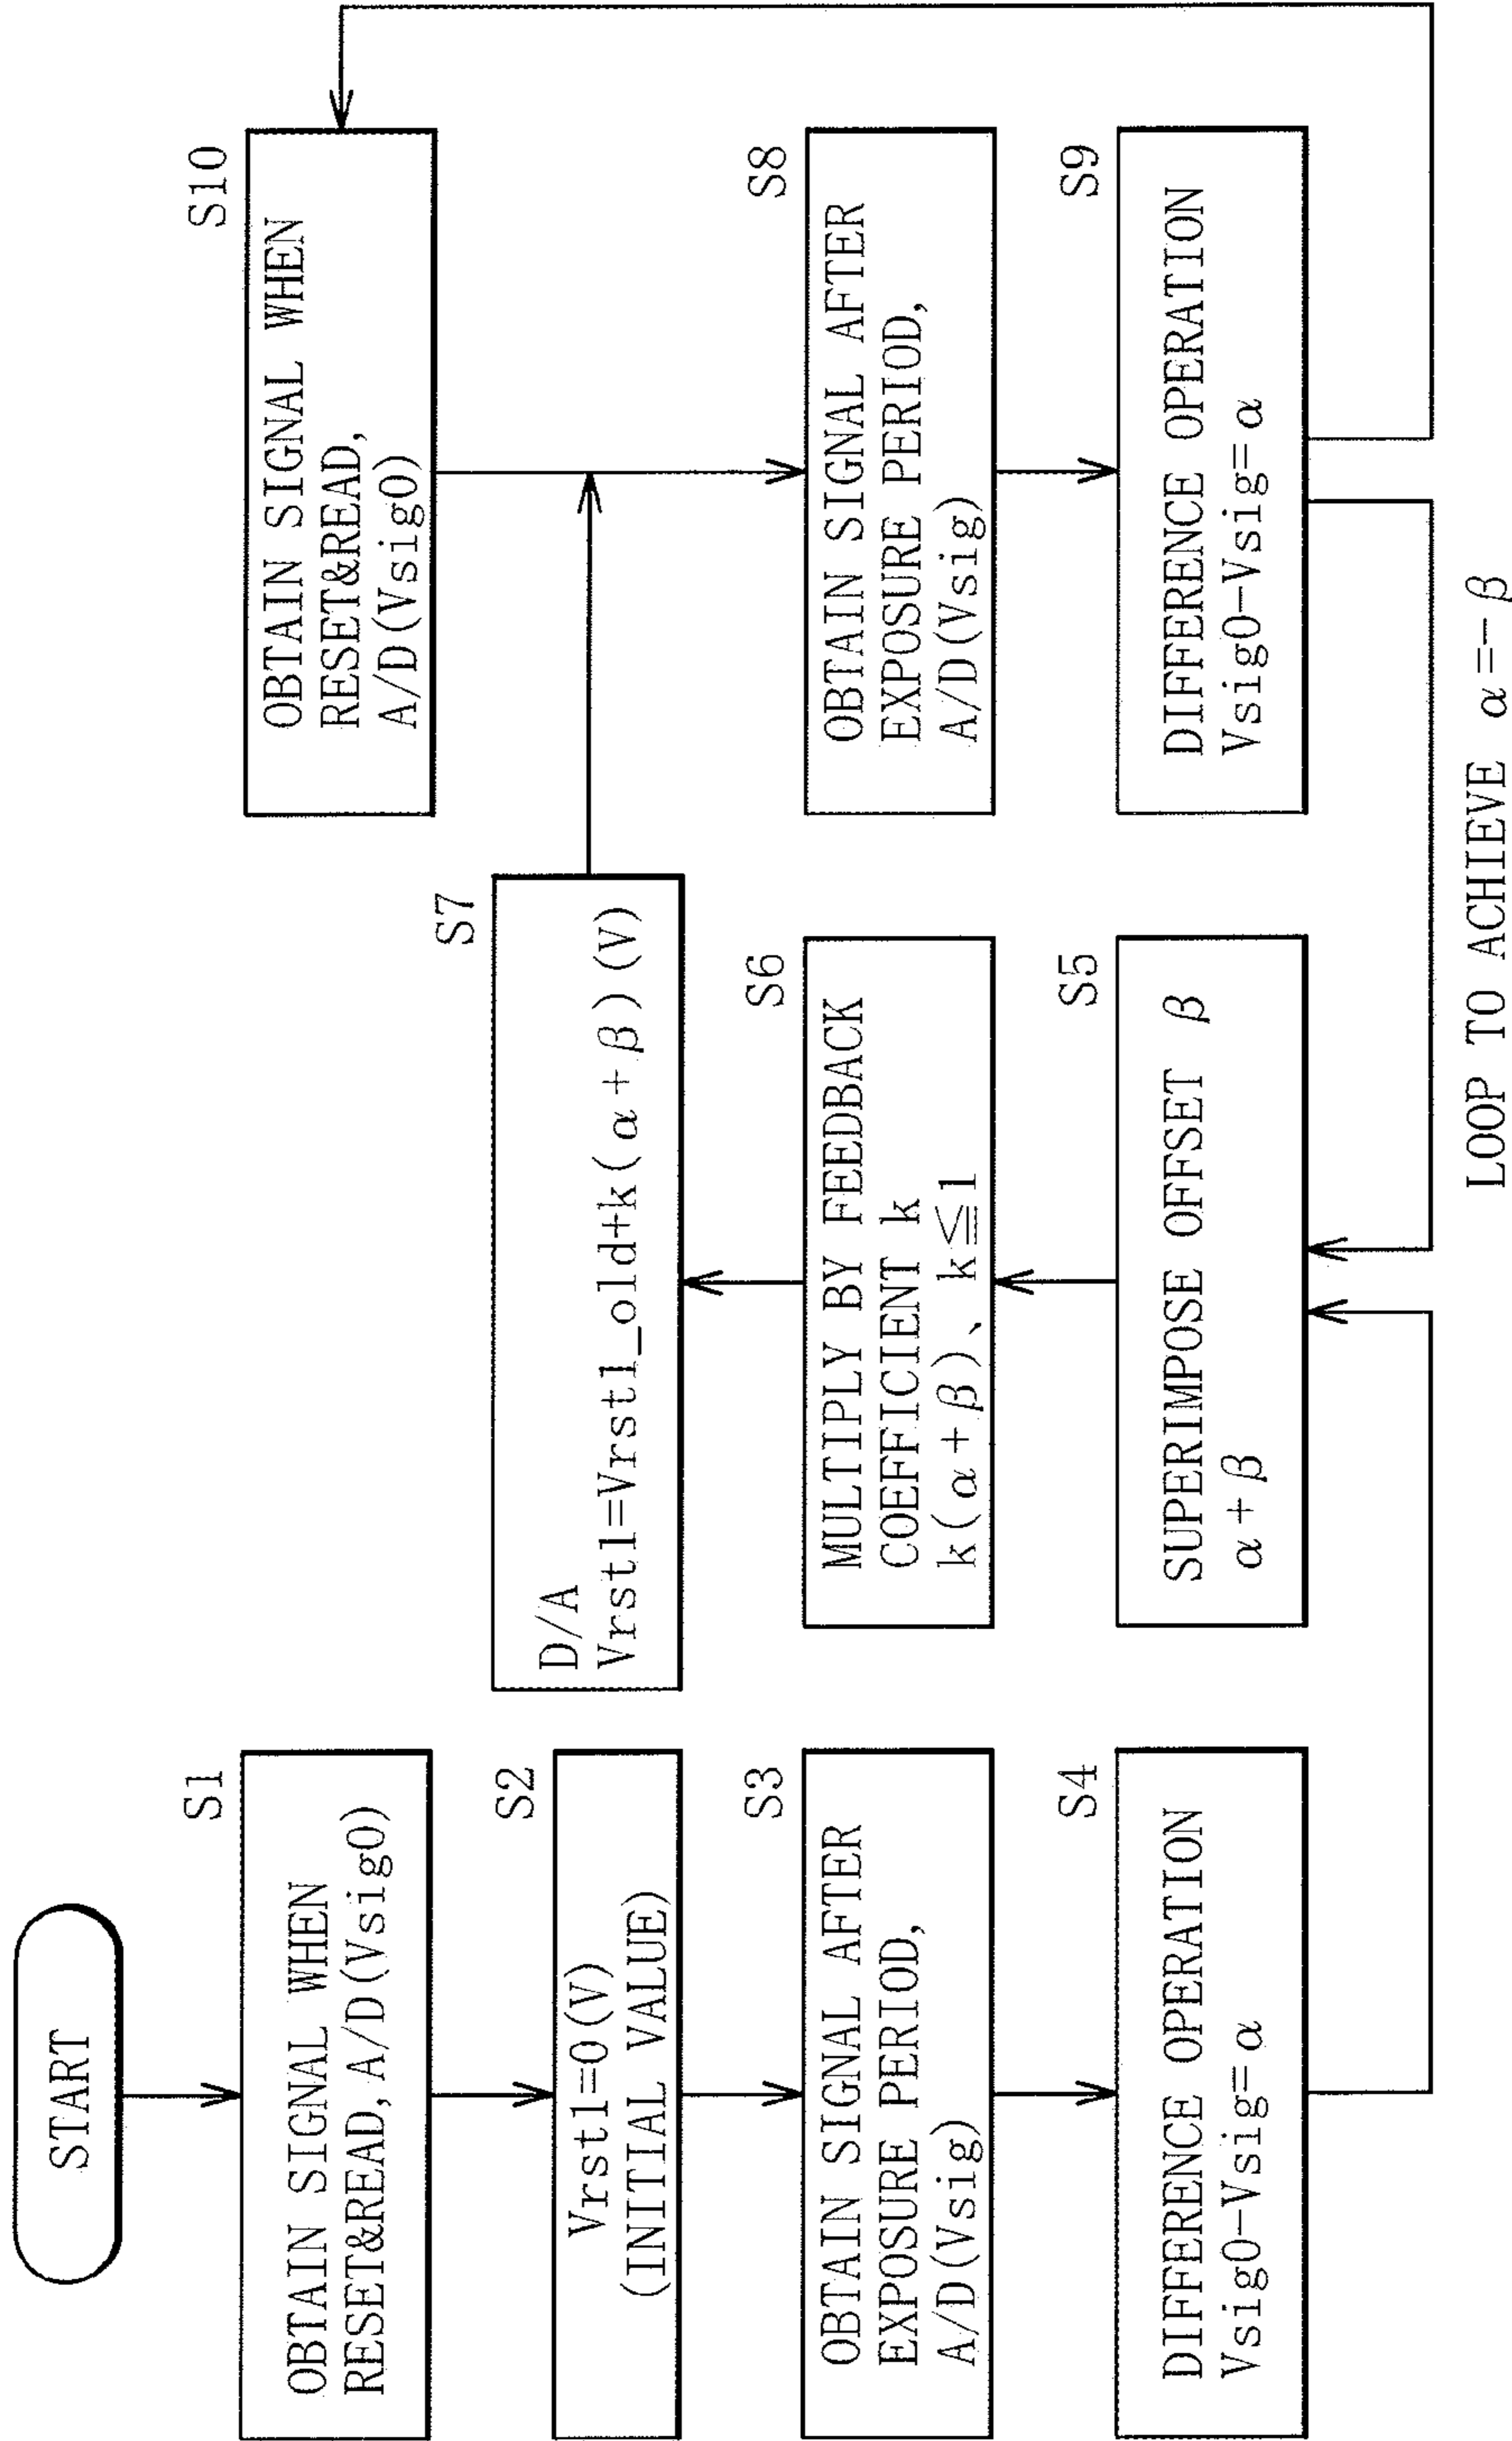 START
S1
OBTAIN SIGNAL WHEN
RESET&READ, A/D(Vsig0)
S2
Vrst1=0(V)
(INITIAL VALUE)
S3
OBTAIN SIGNAL AFTER
EXPOSURE PERIOD,
A/D(Vsig)
S4
DIFFERENCE OPERATION
Vsig0−Vsig=α
S7
D/A
Vrst1=Vrst1_old+k(α+β)(V)
S6
MULTIPLY BY FEEDBACK
COEFFICIENT k
k(α+β)、k≦1
S5
SUPERIMPOSE OFFSET β
α+β
S10
OBTAIN SIGNAL WHEN
RESET&READ,
A/D(Vsig0)
S8
OBTAIN SIGNAL AFTER
EXPOSURE PERIOD,
A/D(Vsig)
S9
DIFFERENCE OPERATION
Vsig0−Vsig=α
LOOP TO ACHIEVE α=−β